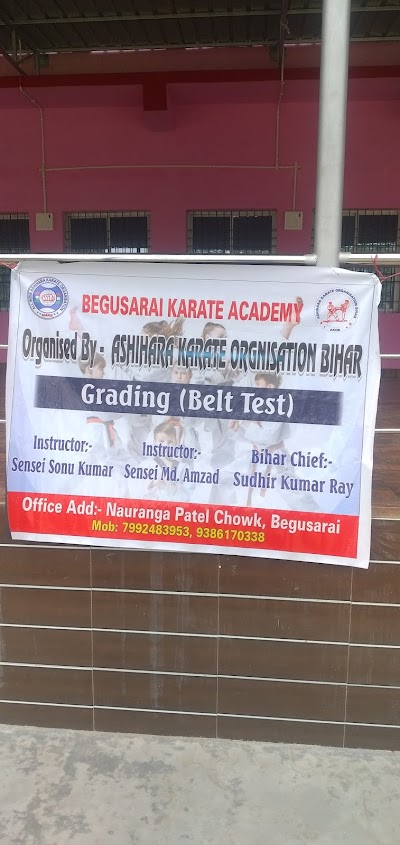 BEGUSARAI KARATE ACADEMY
Organised By - ASHIHARA KARATE ORGNISATION BIHAR
Grading (Belt Test)
Instructor:-
Sensei Sonu Kumar
Instructor:-
Sensei Md. Amzad
Bihar Chief:-
Sudhir Kumar Ray
Office Add:- Nauranga Patel Chowk, Begusarai
Mob: 7992483953, 9386170338